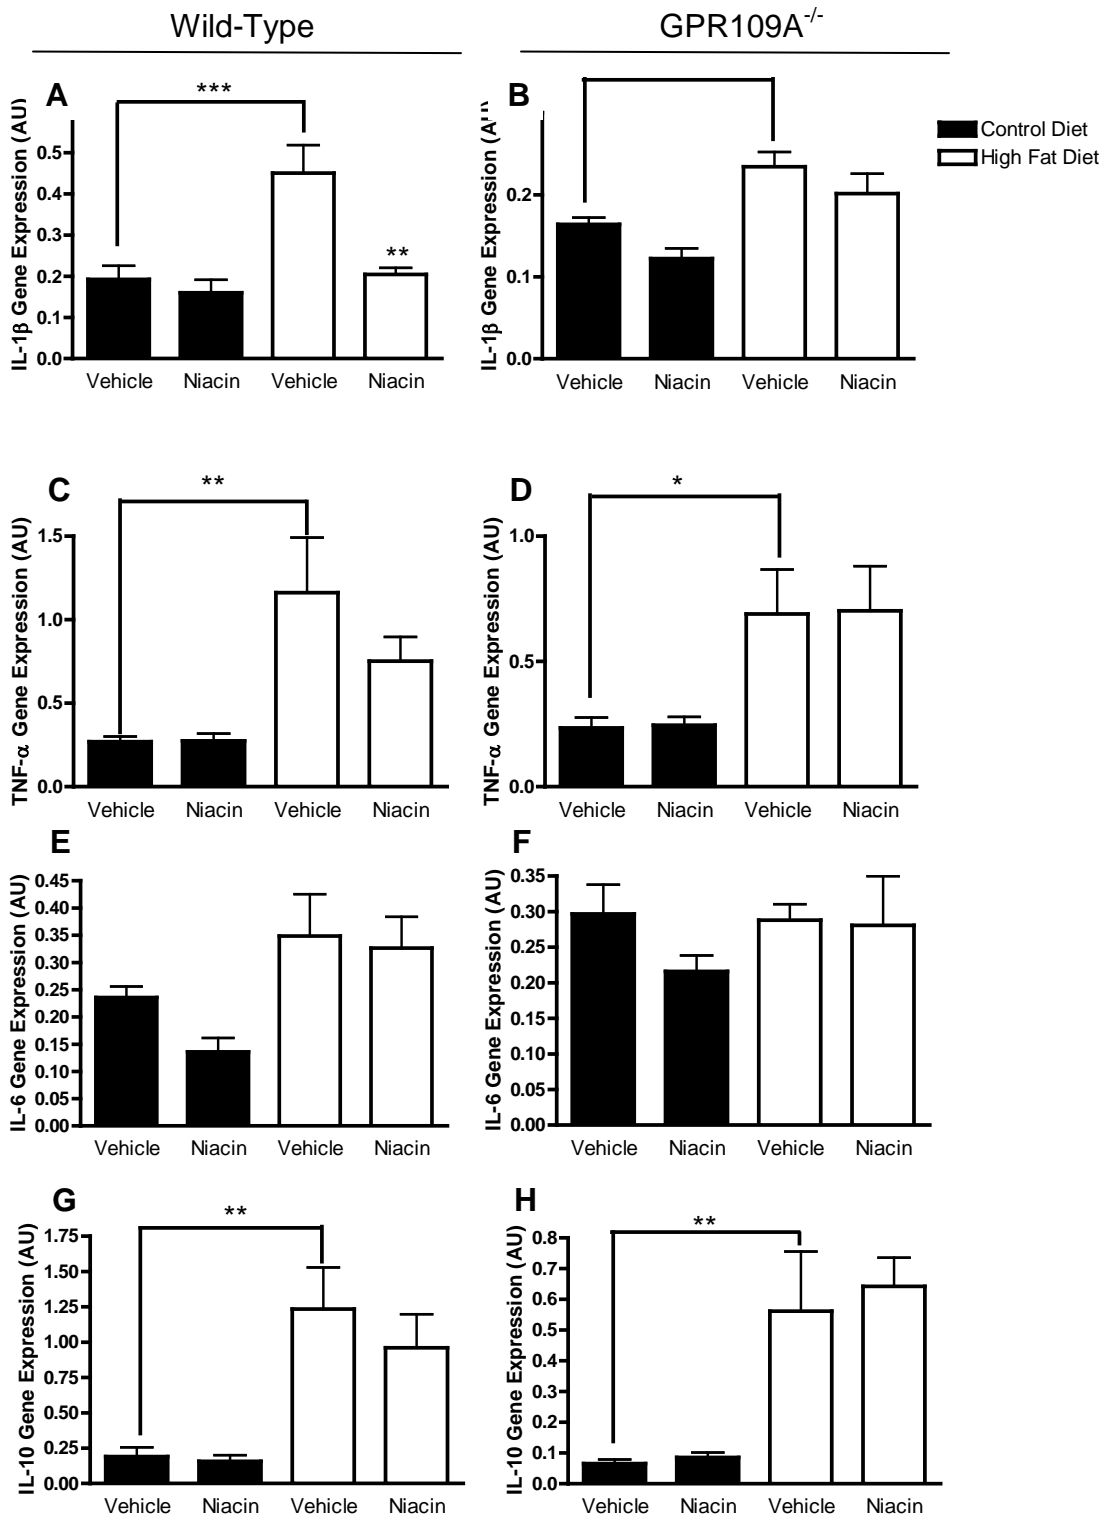 Wild-Type
GPR109A-/-
A
***
IL-1β Gene Expression (AU)
0.5
0.4
0.3
0.2
0.1
0.0
**
Vehicle Niacin Vehicle Niacin
B
IL-1β Gene Expression (AU)
0.2
0.1
0.0
Vehicle Niacin Vehicle Niacin
Control Diet
High Fat Diet
C
**
TNF-α Gene Expression (AU)
1.5
1.0
0.5
0.0
Vehicle Niacin Vehicle Niacin
D
*
TNF-α Gene Expression (AU)
1.0
0.5
0.0
Vehicle Niacin Vehicle Niacin
E
IL-6 Gene Expression (AU)
0.45
0.40
0.35
0.30
0.25
0.20
0.15
0.10
0.05
0.00
Vehicle Niacin Vehicle Niacin
F
IL-6 Gene Expression (AU)
0.35
0.30
0.25
0.20
0.15
0.10
0.05
0.00
Vehicle Niacin Vehicle Niacin
G
**
IL-10 Gene Expression (AU)
1.75
1.50
1.25
1.00
0.75
0.50
0.25
0.00
Vehicle Niacin Vehicle Niacin
H
**
IL-10 Gene Expression (AU)
0.8
0.7
0.6
0.5
0.4
0.3
0.2
0.1
0.0
Vehicle Niacin Vehicle Niacin